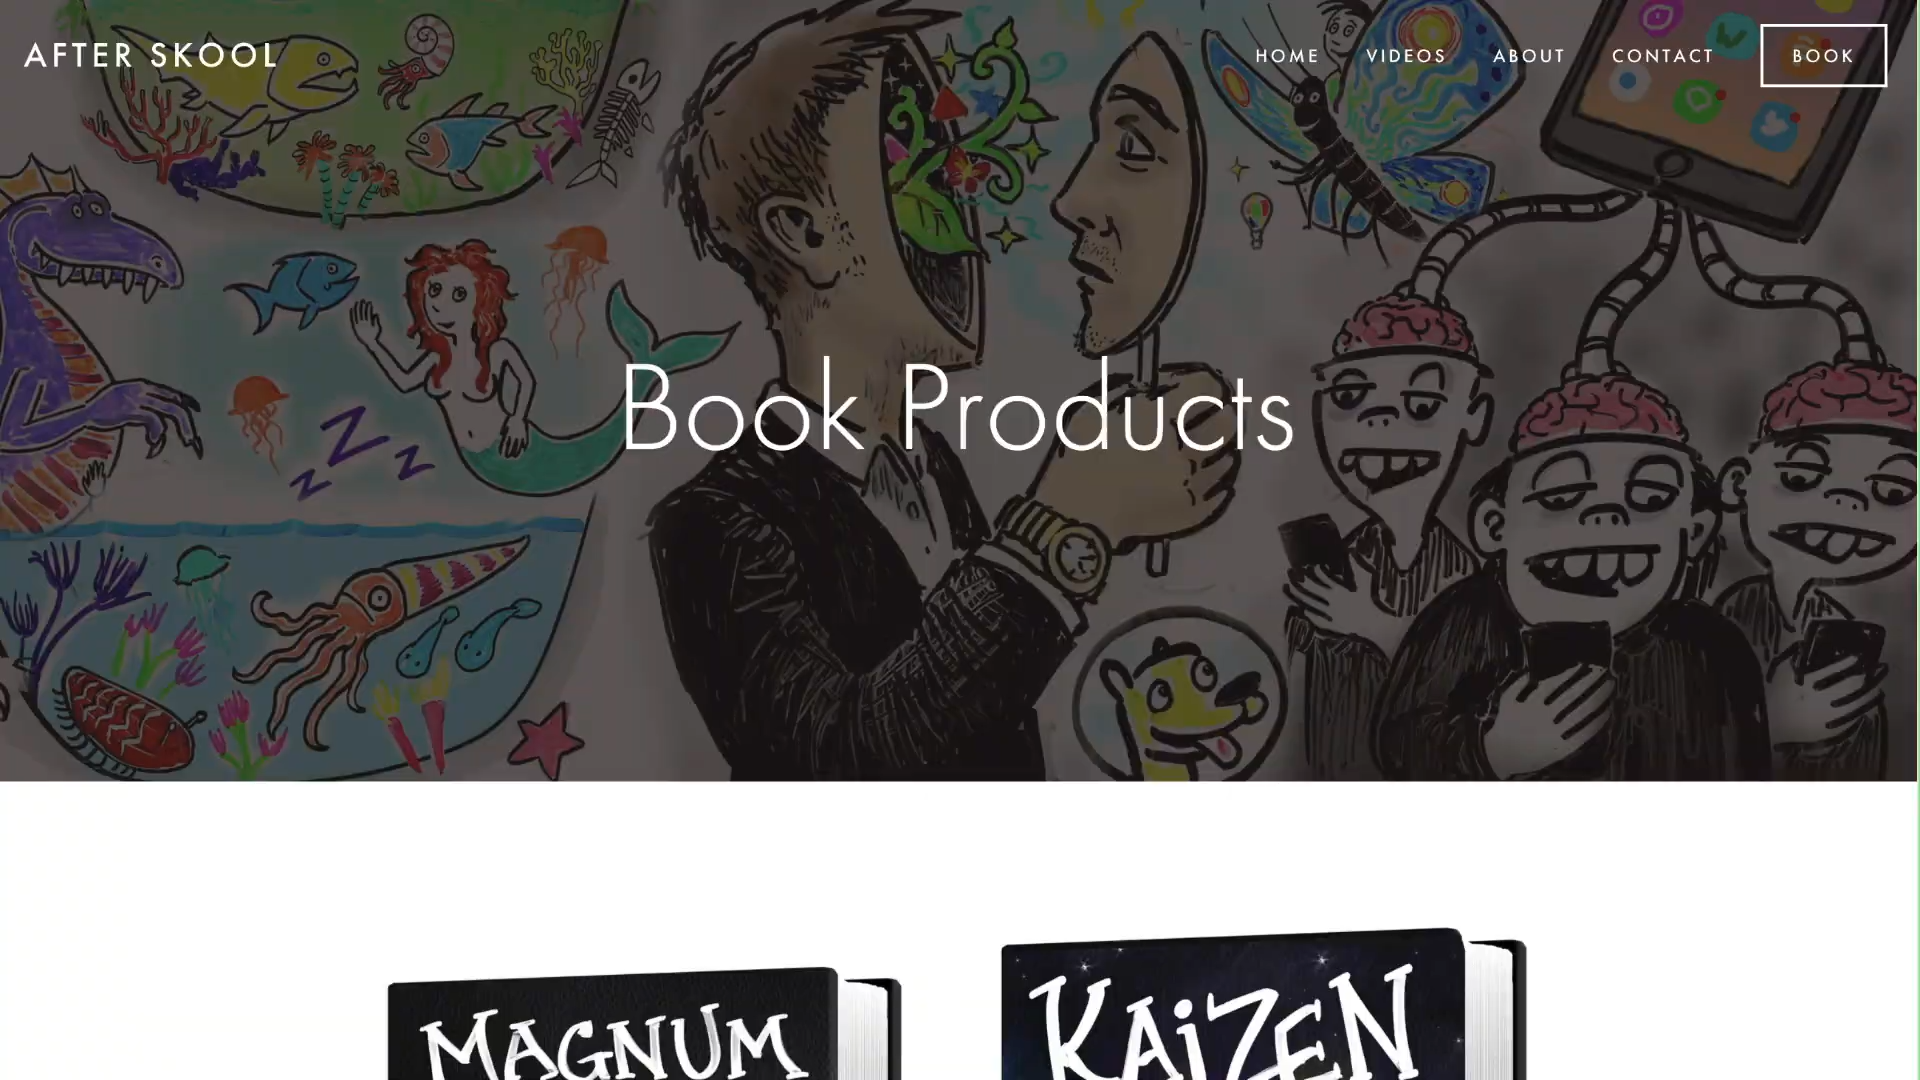 AFTER SKOOL
HOME VIDEOS ABOUT CONTACT BOOK
Book Products
MAGNUM
KAiZEN